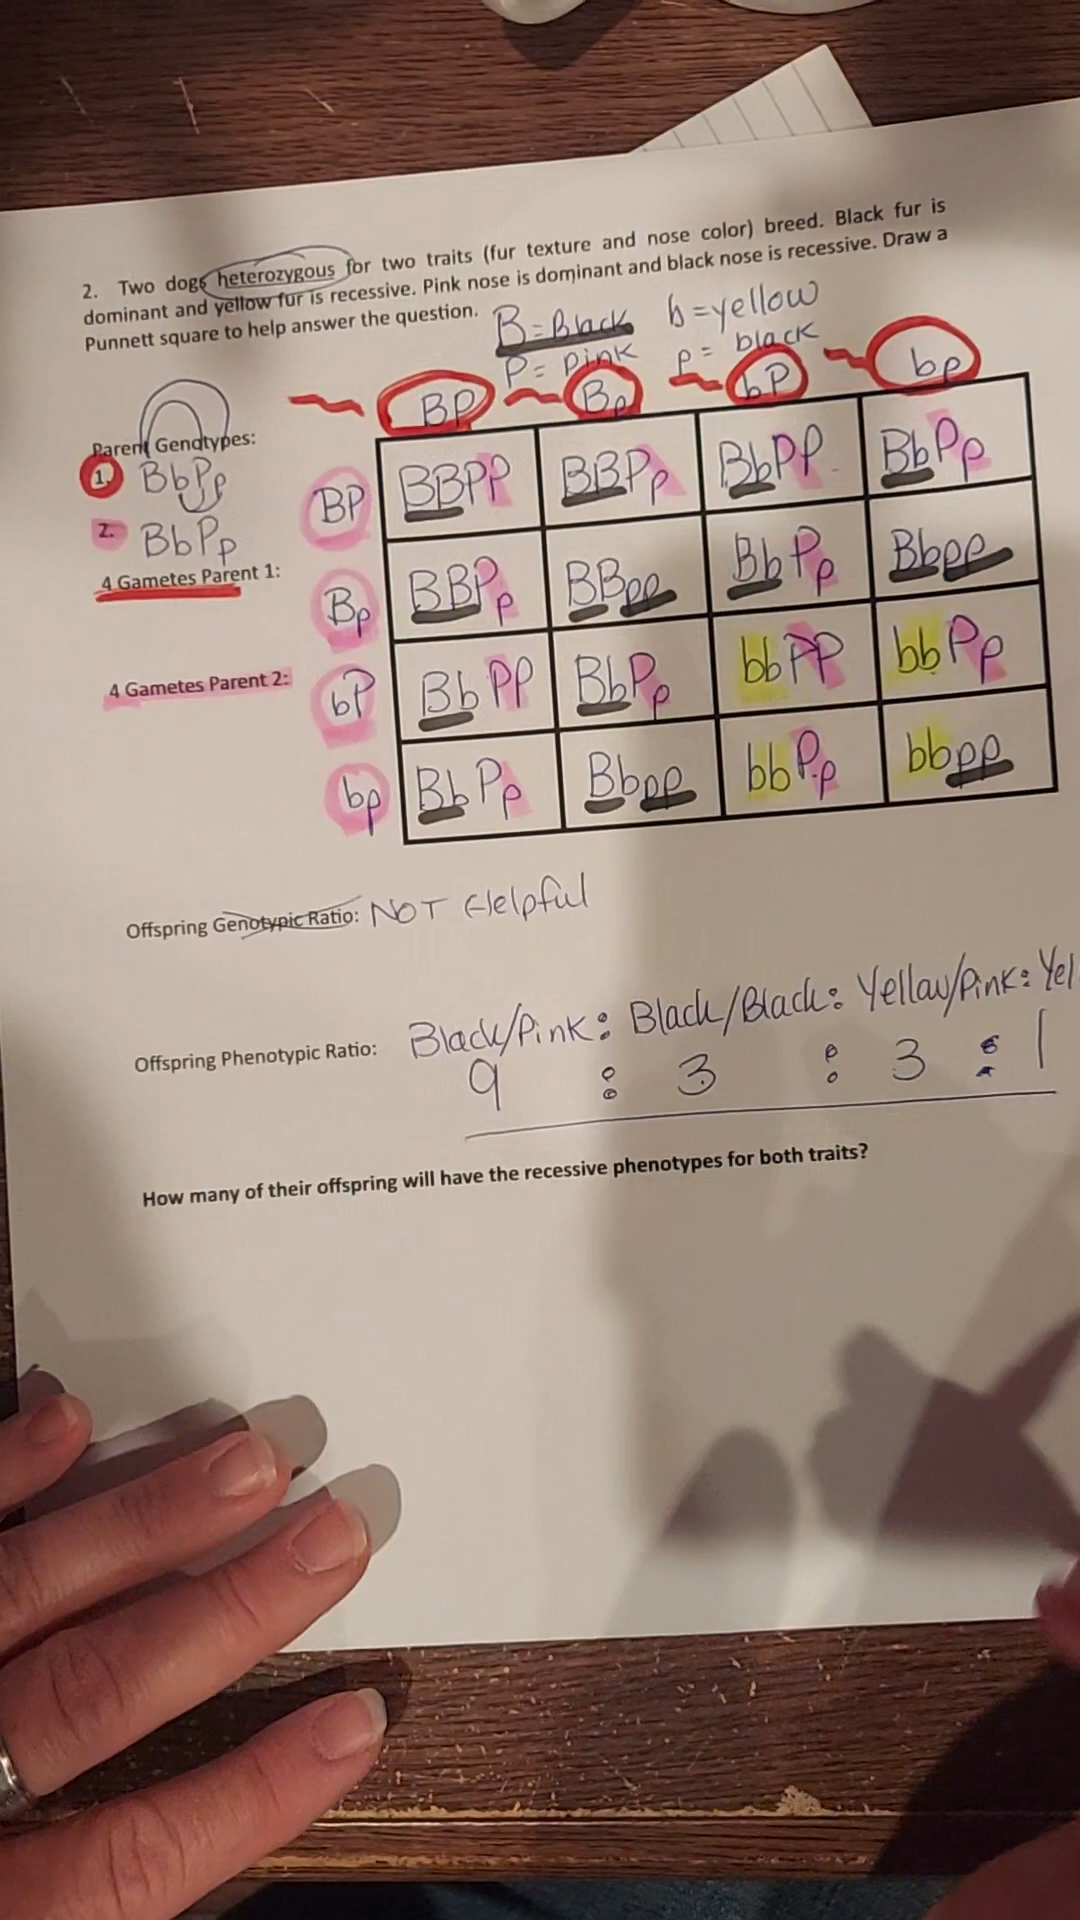 2. Two dogs heterozygous for two traits (fur texture and nose color) breed. Black fur is
dominant and yellow fur is recessive. Pink nose is dominant and black nose is recessive. Draw a
Punnett square to help answer the question.
B=Black b=yellow
P= Pink p= black
BP Bp bP bp
Parent Genotypes:
1. BbPp
2. BbPp
4 Gametes Parent 1:
4 Gametes Parent 2:
BP BBPP BBPp BbPP BbPp
Bp BBPp BBpp BbPp Bbpp
bP BbPP BbPp bbPP bbPp
bp BbPp Bbpp bbPp bbpp
Offspring Genotypic Ratio: NOT Helpful
Offspring Phenotypic Ratio: Black/Pink: Black/Black: Yellow/Pink: Yel
9 : 3 : 3 : 1
How many of their offspring will have the recessive phenotypes for both traits?